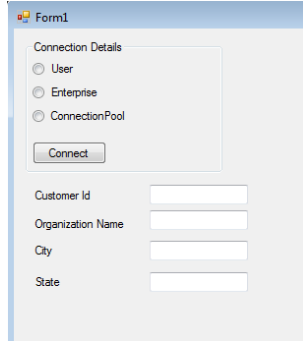 Form1
Connection Details
User
Enterprise
ConnectionPool
Connect
Customer Id
Organization Name
City
State